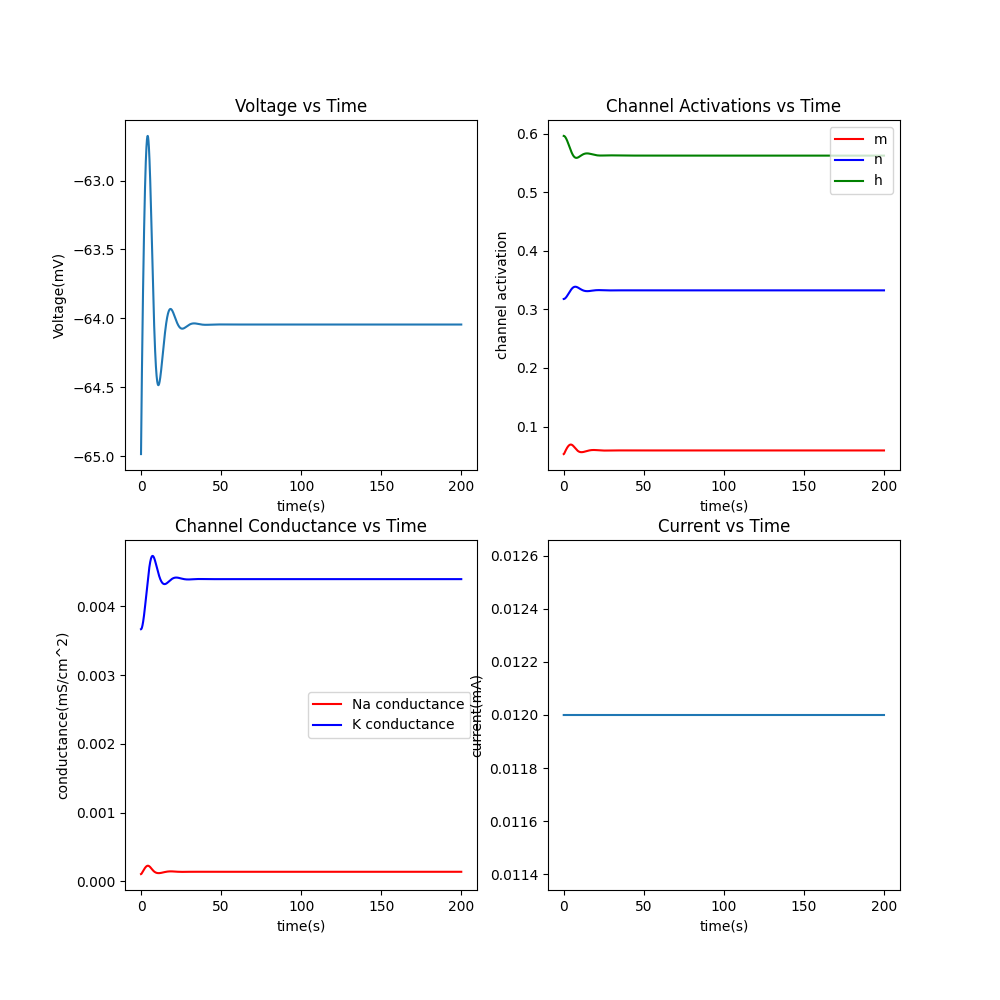 Voltage vs Time
−63.0
−63.5
−64.0
−64.5
−65.0
Voltage(mV)
0 50 100 150 200
time(s)
Channel Activations vs Time
0.6
0.5
0.4
0.3
0.2
0.1
channel activation
m
n
h
0 50 100 150 200
time(s)
Channel Conductance vs Time
0.004
0.003
0.002
0.001
0.000
conductance(mS/cm^2)
Na conductance
K conductance
0 50 100 150 200
time(s)
Current vs Time
0.0126
0.0124
0.0122
0.0120
0.0118
0.0116
0.0114
current(mA)
0 50 100 150 200
time(s)